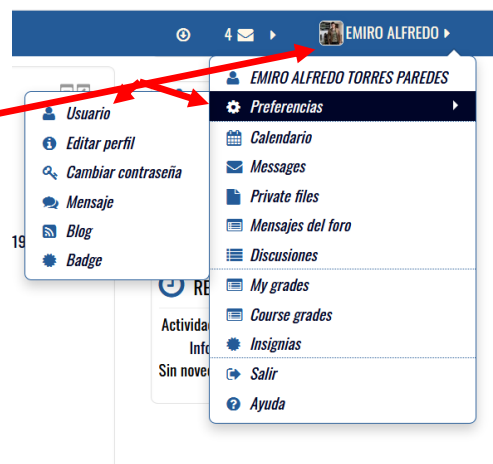 4
EMIRO ALFREDO
EMIRO ALFREDO TORRES PAREDES
Preferencias
Calendario
Messages
Private files
Mensajes del foro
Discusiones
My grades
Course grades
Insignias
Salir
Ayuda
Usuario
Editar perfil
Cambiar contraseña
Mensaje
Blog
Badge
19
RE
Activida
Info
Sin nove